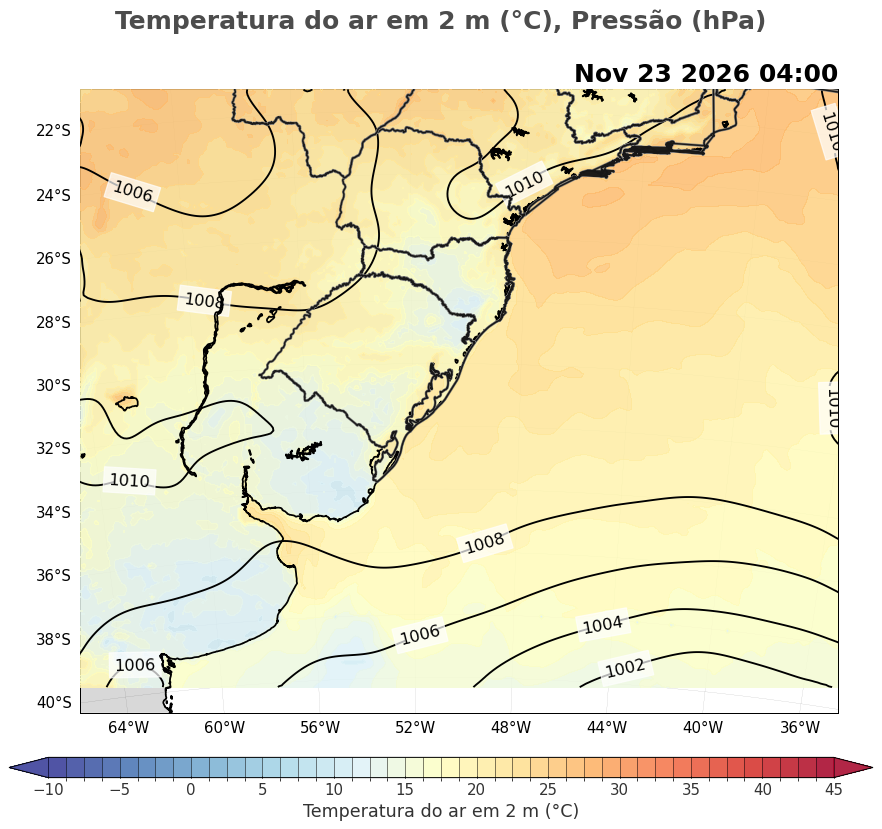 Temperatura do ar em 2 m (°C), Pressão (hPa)
Nov 23 2026 04:00
22°S
24°S
26°S
28°S
30°S
32°S
34°S
36°S
38°S
40°S
1006
1010
1010
1008
1010
1010
1008
1006
1004
1006
1002
64°W 60°W 56°W 52°W 48°W 44°W 40°W 36°W
−10 −5 0 5 10 15 20 25 30 35 40 45
Temperatura do ar em 2 m (°C)